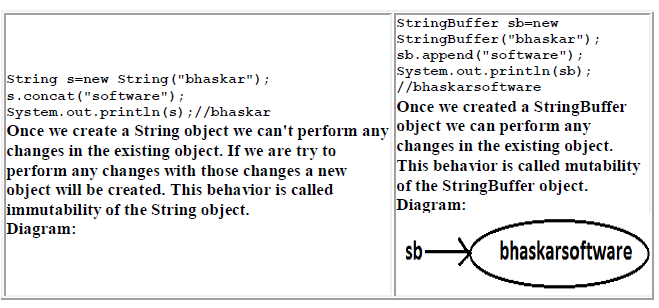 String s=new String("bhaskar");
s.concat("software");
System.out.println(s);//bhaskar
Once we create a String object we can't perform any
changes in the existing object. If we are try to
perform any changes with those changes a new
object will be created. This behavior is called
immutability of the String object.
Diagram:
StringBuffer sb=new
StringBuffer("bhaskar");
sb.append("software");
System.out.println(sb);
//bhaskarsoftware
Once we created a StringBuffer
object we can perform any
changes in the existing object.
This behavior is called mutability
of the StringBuffer object.
Diagram:
sb bhaskarsoftware